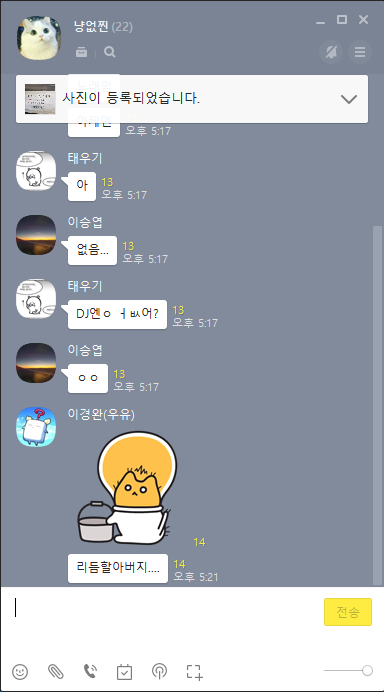 냥없찐 (22)
사진이 등록되었습니다.
오후 5:17
태우기
아
13
오후 5:17
이승엽
없음...
13
오후 5:17
태우기
DJ엔ㅇ ㅓㅄ어?
13
오후 5:17
이승엽
ㅇㅇ
13
오후 5:17
이경완(우유)
14
리듬할아버지....
14
오후 5:21
전송